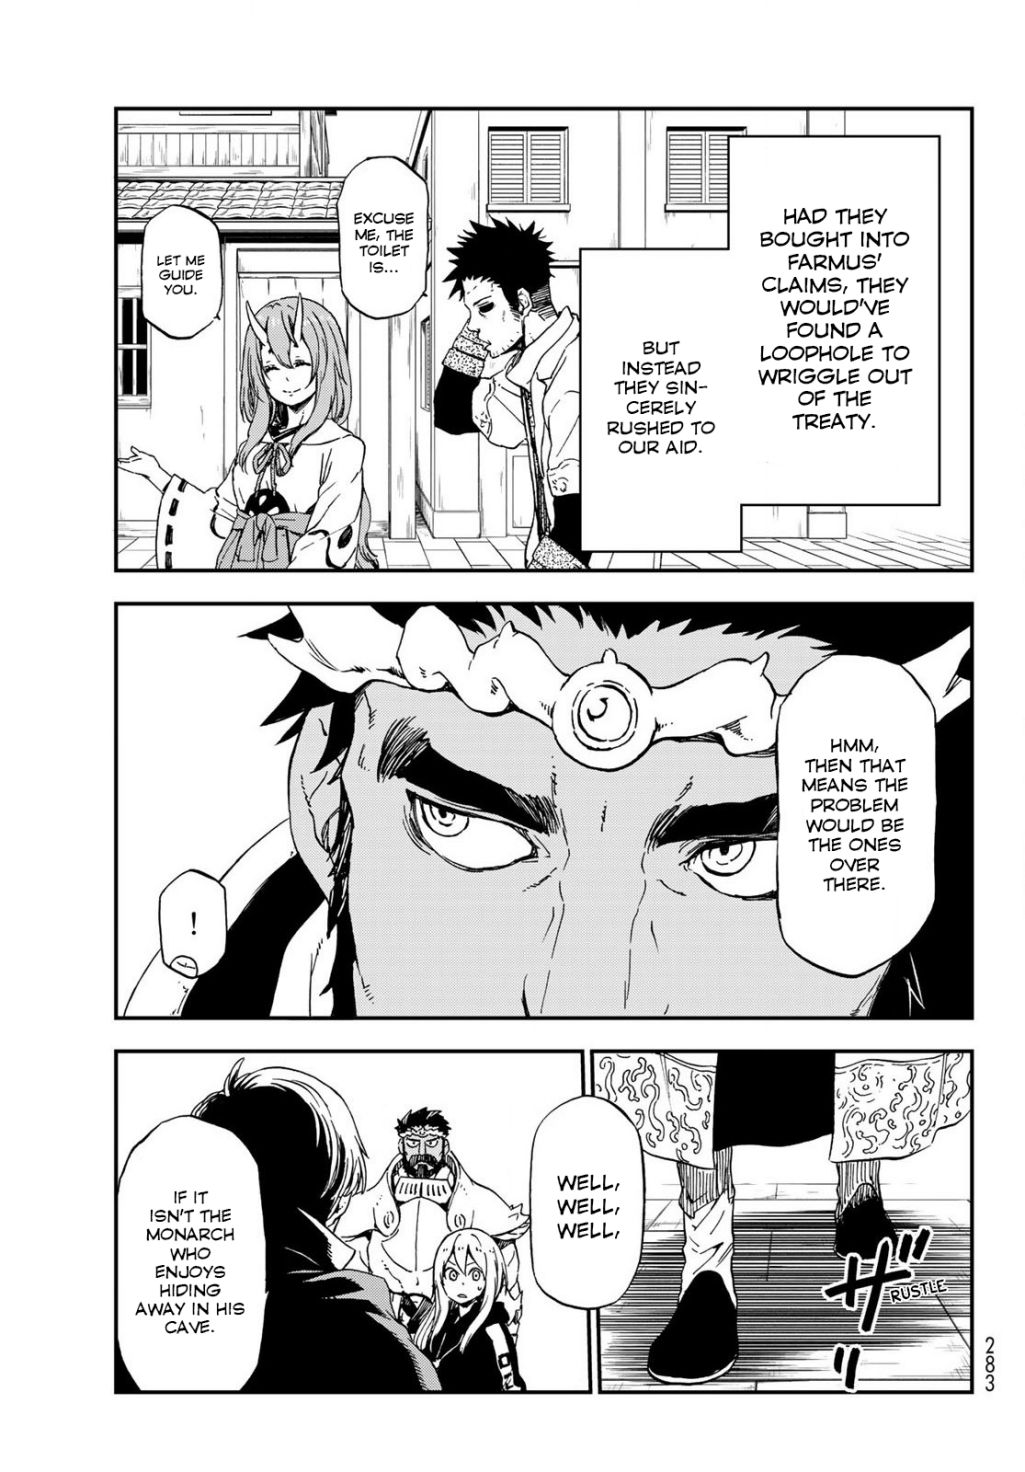 HAD THEY
BOUGHT INTO
FARMUS'
CLAIMS, THEY
WOULD'VE
FOUND A
LOOPHOLE TO
WRIGGLE OUT
OF THE
TREATY.
BUT
INSTEAD
THEY SIN-
CERELY
RUSHED TO
OUR AID.
EXCUSE
ME, THE
TOILET
IS...
LET ME
GUIDE
YOU.
HMM,
THEN THAT
MEANS THE
PROBLEM
WOULD BE
THE ONES
OVER
THERE.
!
ザッ
RUSTLE
WELL,
WELL,
WELL,
IF IT
ISN'T THE
MONARCH
WHO
ENJOYS
HIDING
AWAY IN HIS
CAVE.
283